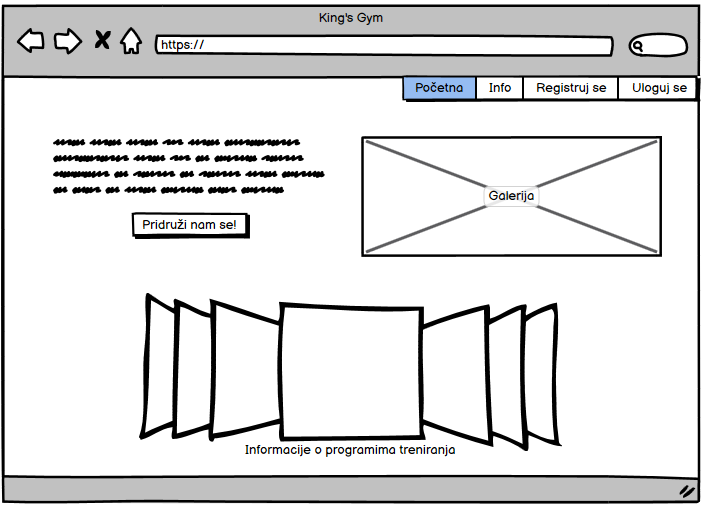 King's Gym
https://
Početna Info Registruj se Uloguj se
Galerija
Pridruži nam se!
Informacije o programima treniranja